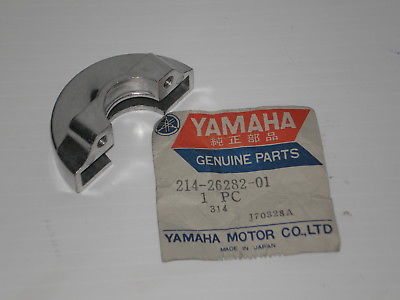 YAMAHA
純正部品
GENUINE PARTS
214-26282-01
1 PC
314 J70328A
YAMAHA MOTOR CO.,LTD
MADE IN JAPAN